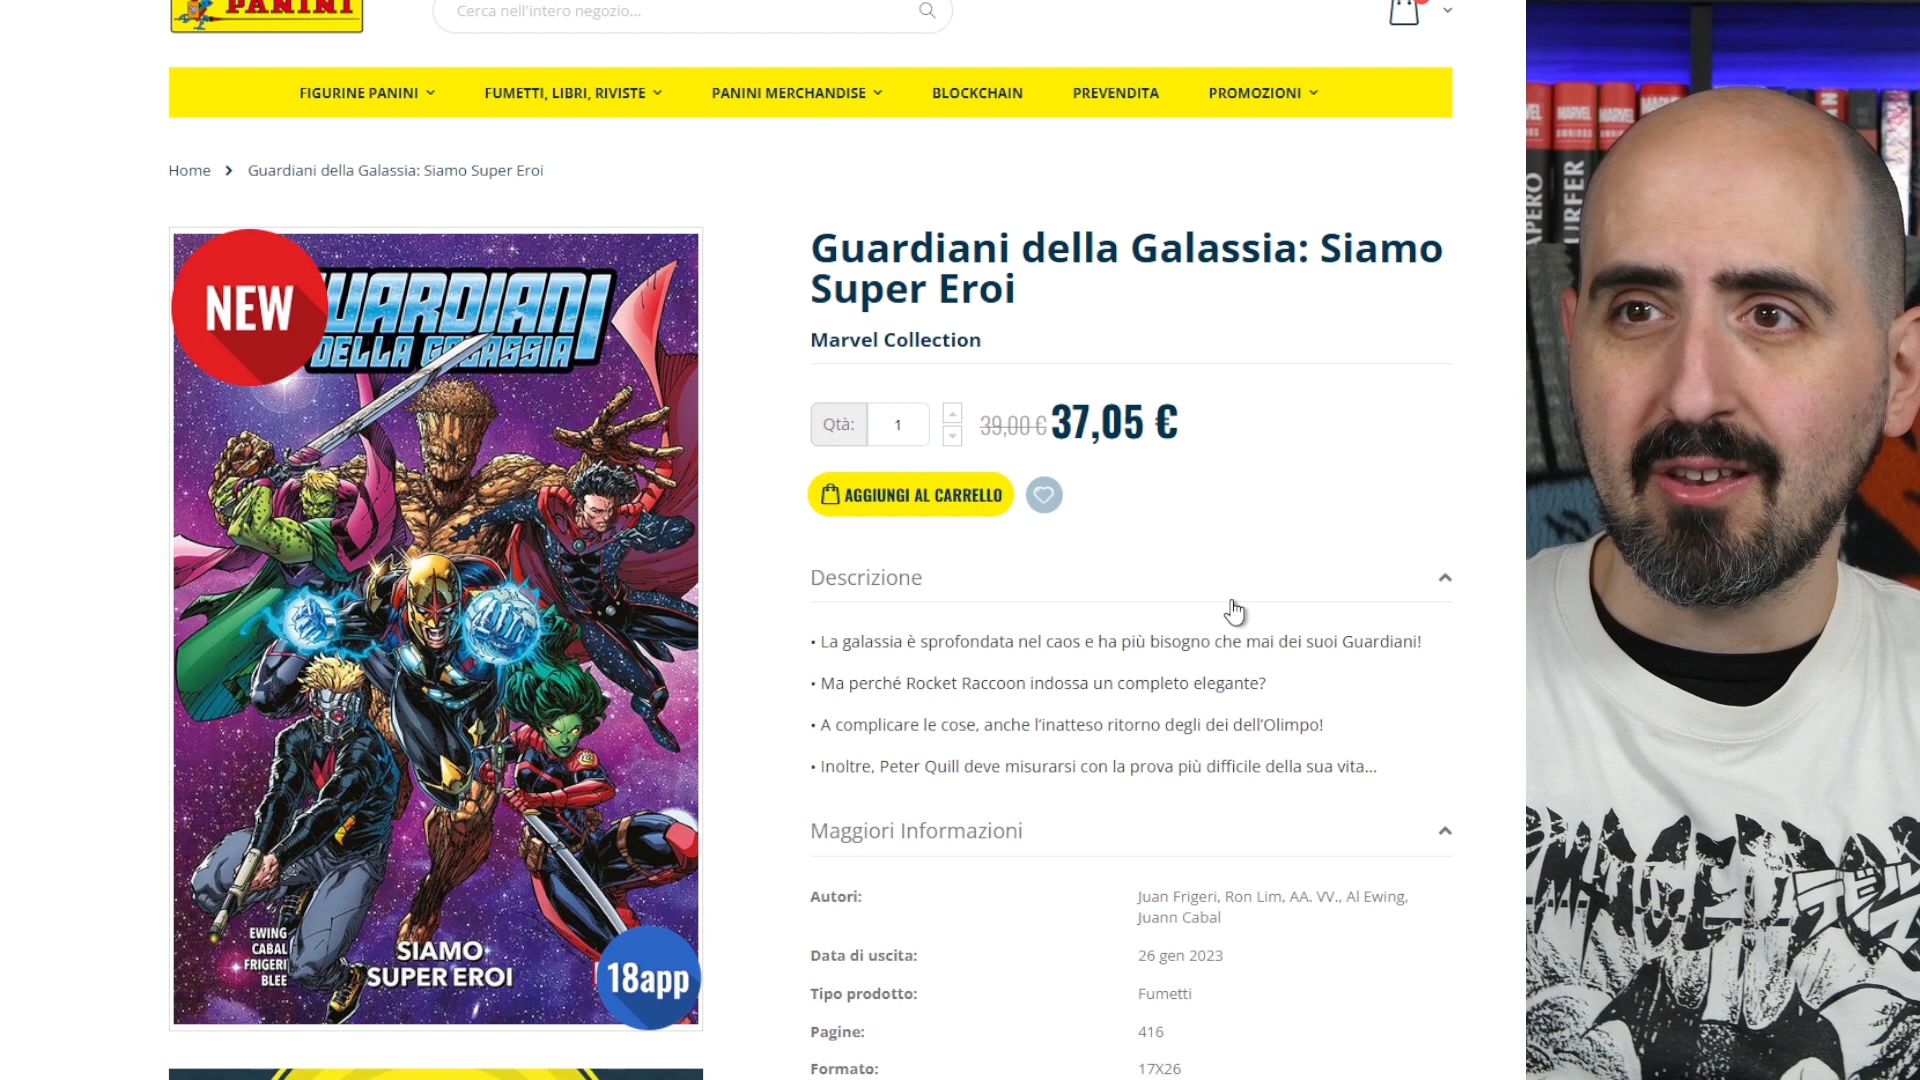 PANINI
Cerca nell'intero negozio...
FIGURINE PANINI
FUMETTI, LIBRI, RIVISTE
PANINI MERCHANDISE
BLOCKCHAIN
PREVENDITA
PROMOZIONI
Home
Guardiani della Galassia: Siamo Super Eroi
NEW
GUARDIANI
DELLA GALASSIA
EWING
CABAL
FRIGERI
BLEE
SIAMO
SUPER EROI
18app
Guardiani della Galassia: Siamo
Super Eroi
Marvel Collection
Qtà:
1
39,00 € 37,05 €
AGGIUNGI AL CARRELLO
Descrizione
• La galassia è sprofondata nel caos e ha più bisogno che mai dei suoi Guardiani!
• Ma perché Rocket Raccoon indossa un completo elegante?
• A complicare le cose, anche l’inatteso ritorno degli dei dell’Olimpo!
• Inoltre, Peter Quill deve misurarsi con la prova più difficile della sua vita…
Maggiori Informazioni
Autori:
Juan Frigeri, Ron Lim, AA. VV., Al Ewing,
Juann Cabal
Data di uscita:
26 gen 2023
Tipo prodotto:
Fumetti
Pagine:
416
Formato:
17X26
MARVEL
MARVEL